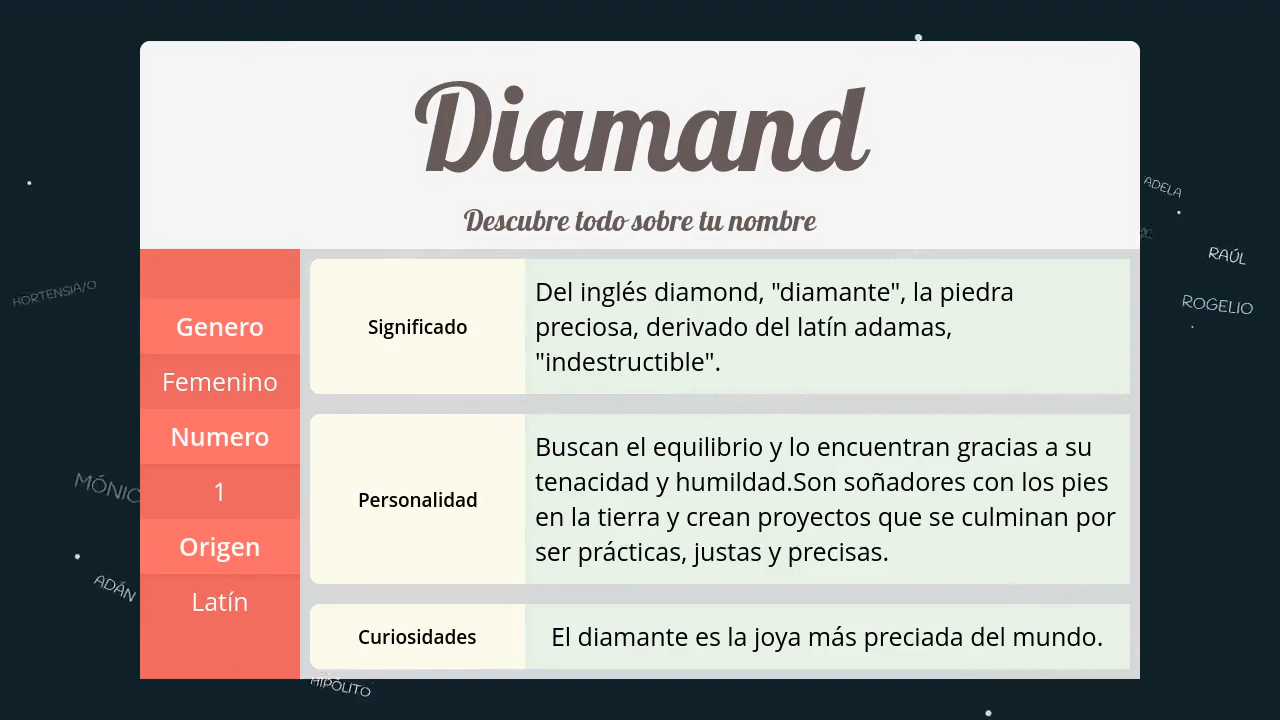 Diamand
Descubre todo sobre tu nombre
Genero
Femenino
Numero
1
Origen
Latín
Significado
Del inglés diamond, "diamante", la piedra
preciosa, derivado del latín adamas,
"indestructible".
Personalidad
Buscan el equilibrio y lo encuentran gracias a su
tenacidad y humildad.Son soñadores con los pies
en la tierra y crean proyectos que se culminan por
ser prácticas, justas y precisas.
Curiosidades
El diamante es la joya más preciada del mundo.
ADELA
RAÚL
ROGELIO
HORTENSIA/O
MÓNIC
ADÁN
HIPÓLITO